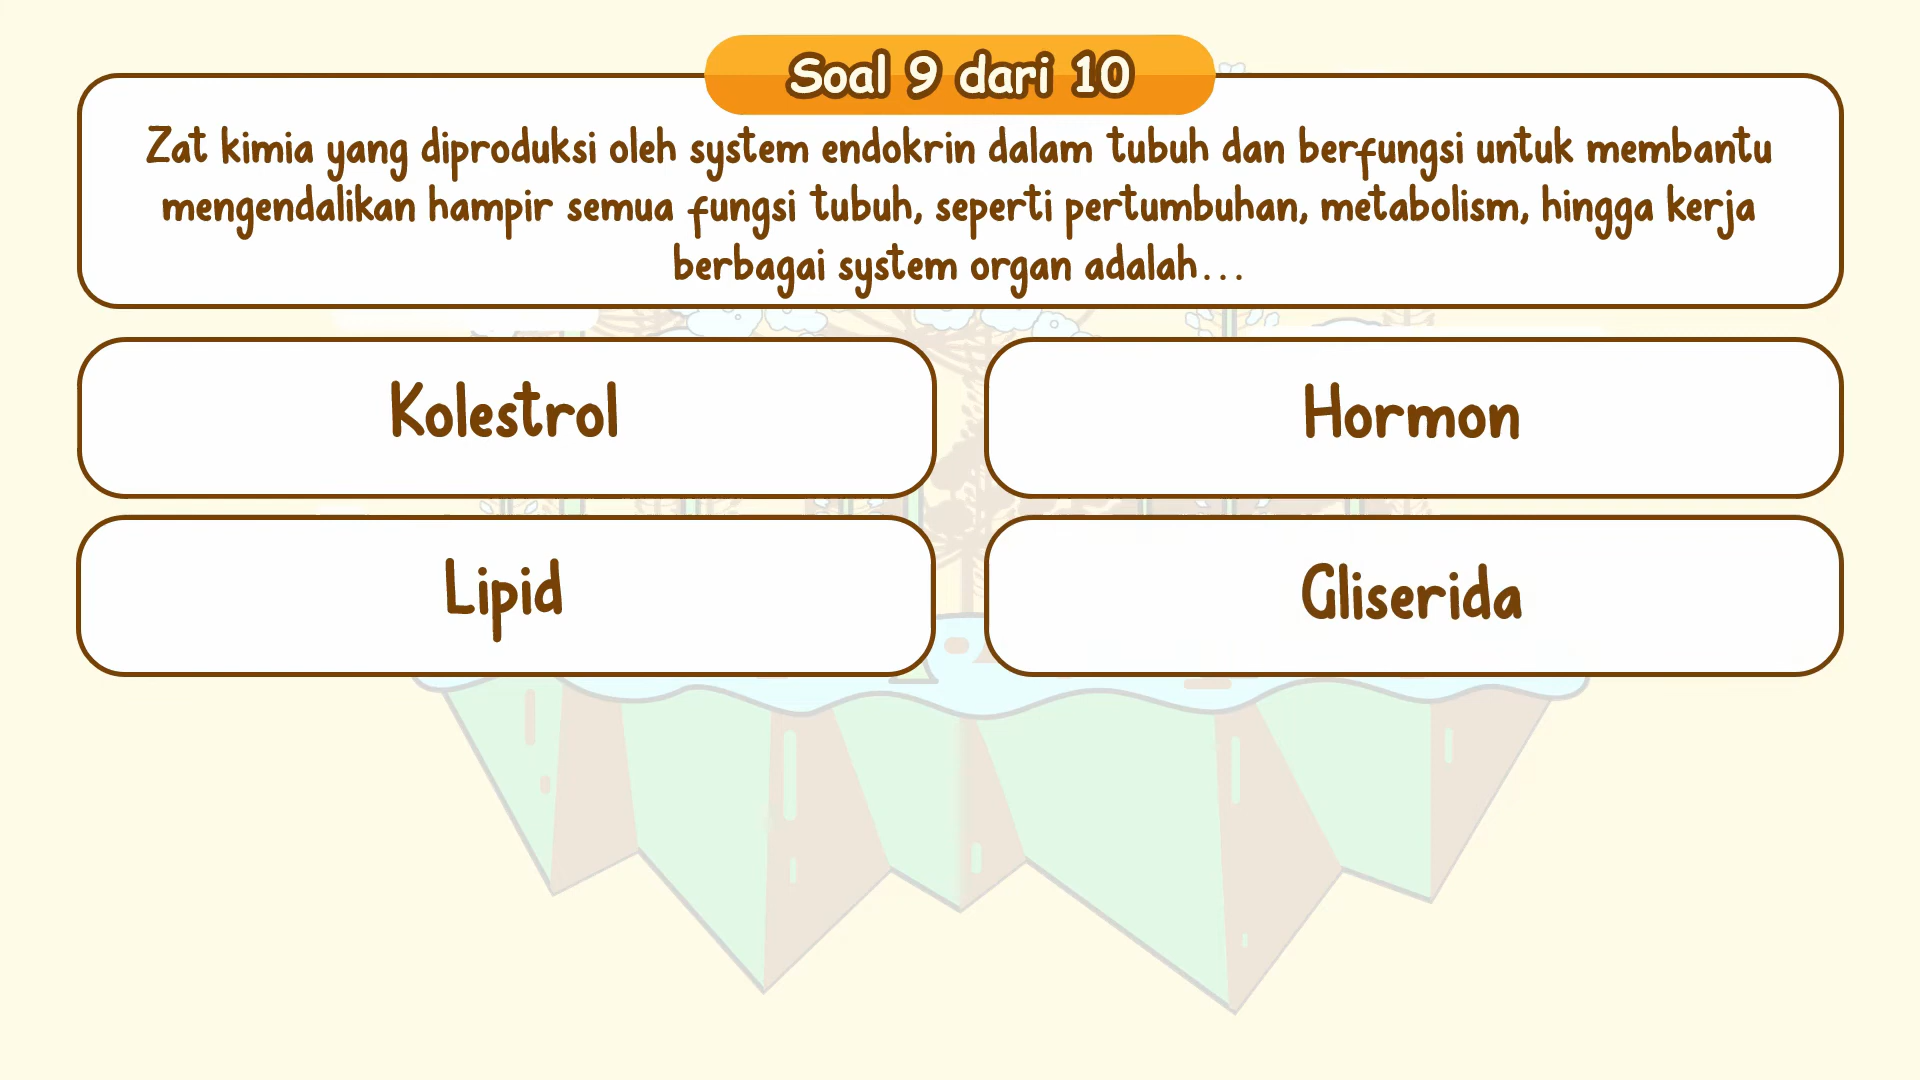 Soal 9 dari 10
Zat kimia yang diproduksi oleh system endokrin dalam tubuh dan berfungsi untuk membantu
mengendalikan hampir semua fungsi tubuh, seperti pertumbuhan, metabolism, hingga kerja
berbagai system organ adalah...
Kolestrol
Hormon
Lipid
Gliserida